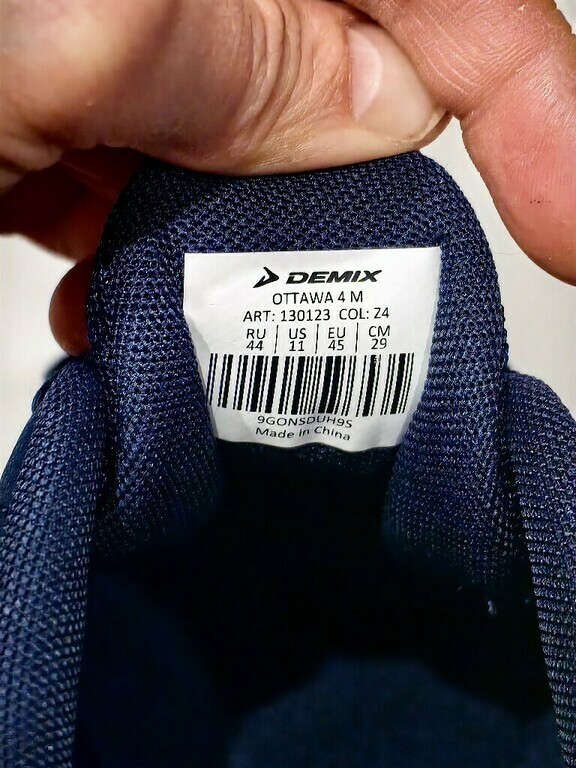 DEMIX
OTTAWA 4 M
ART: 130123 COL: Z4
RU | US | EU | CM
44 | 11 | 45 | 29
9GONSDUH9S
Made in China